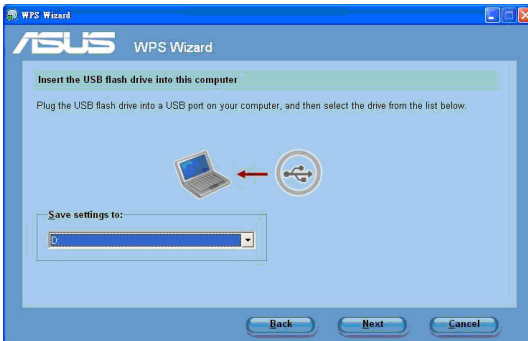 WPS Wizard
ASUS WPS Wizard
Insert the USB flash drive into this computer
Plug the USB flash drive into a USB port on your computer, and then select the drive from the list below.
Save settings to:
D:
Back Next Cancel